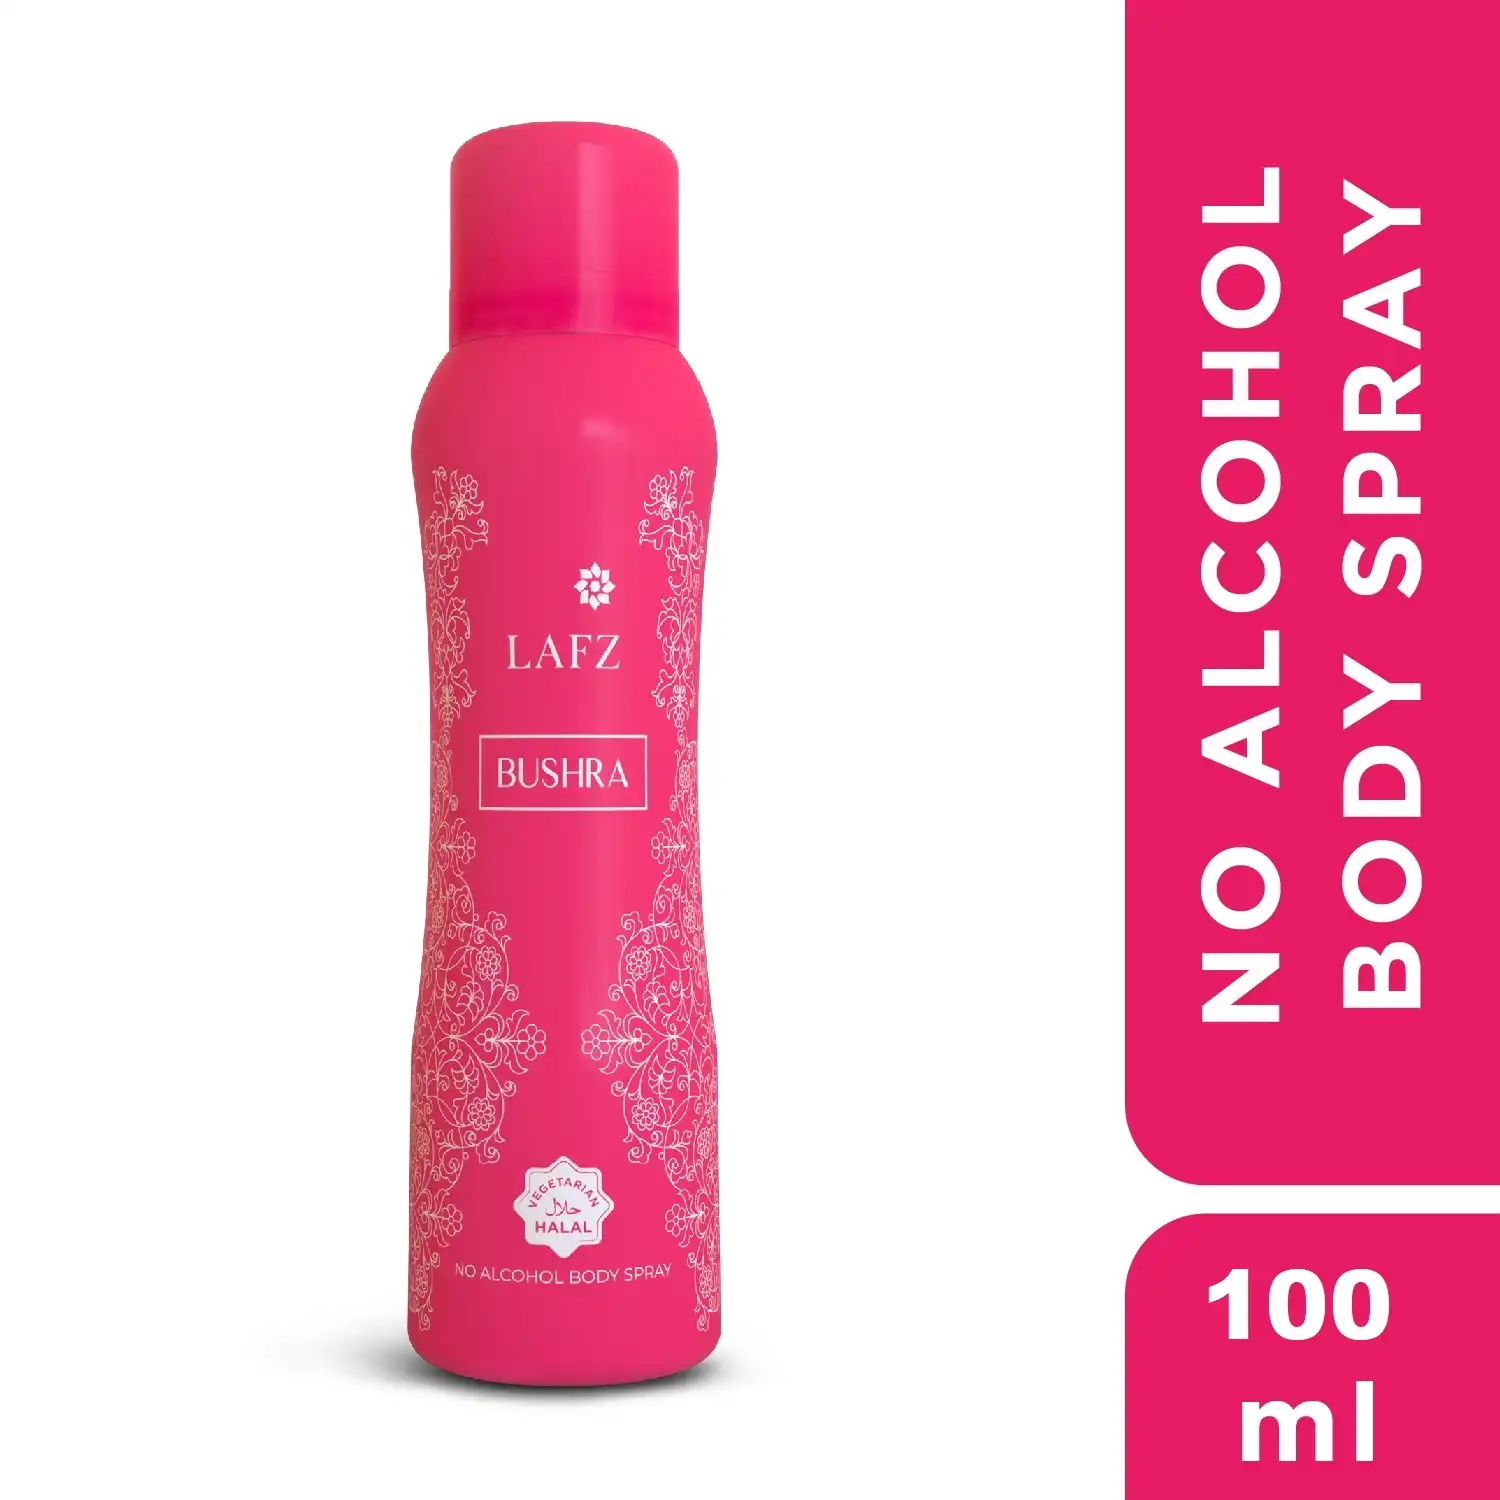 LAFZ
BUSHRA
VEGETARIAN
حلال
HALAL
NO ALCOHOL BODY SPRAY
NO ALCOHOL
BODY SPRAY
100
ml